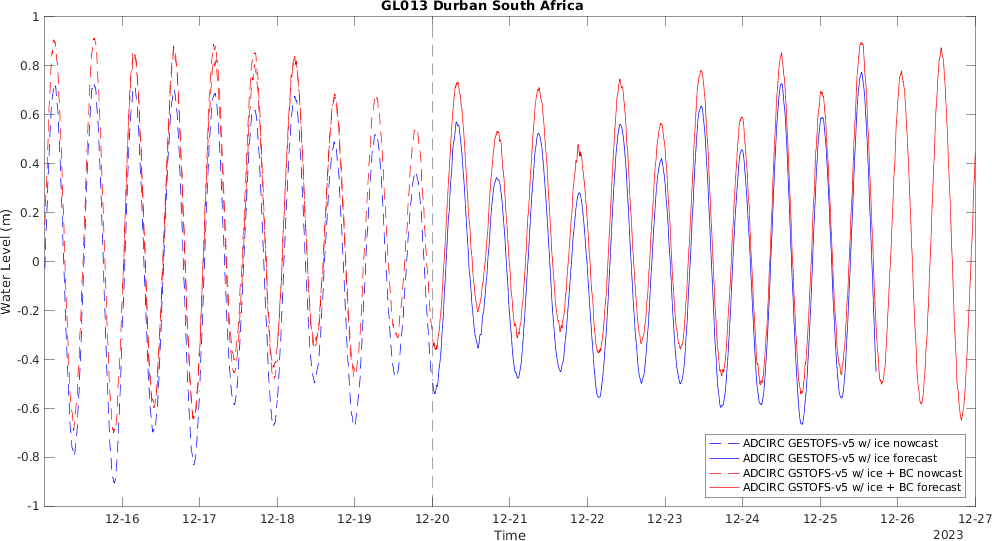 GL013 Durban South Africa
1
0.8
0.6
0.4
0.2
0
-0.2
-0.4
-0.6
-0.8
-1
Water Level (m)
12-16 12-17 12-18 12-19 12-20 12-21 12-22 12-23 12-24 12-25 12-26 12-27
Time
2023
ADCIRC GESTOFS-v5 w/ ice nowcast
ADCIRC GESTOFS-v5 w/ ice forecast
ADCIRC GSTOFS-v5 w/ ice + BC nowcast
ADCIRC GSTOFS-v5 w/ ice + BC forecast